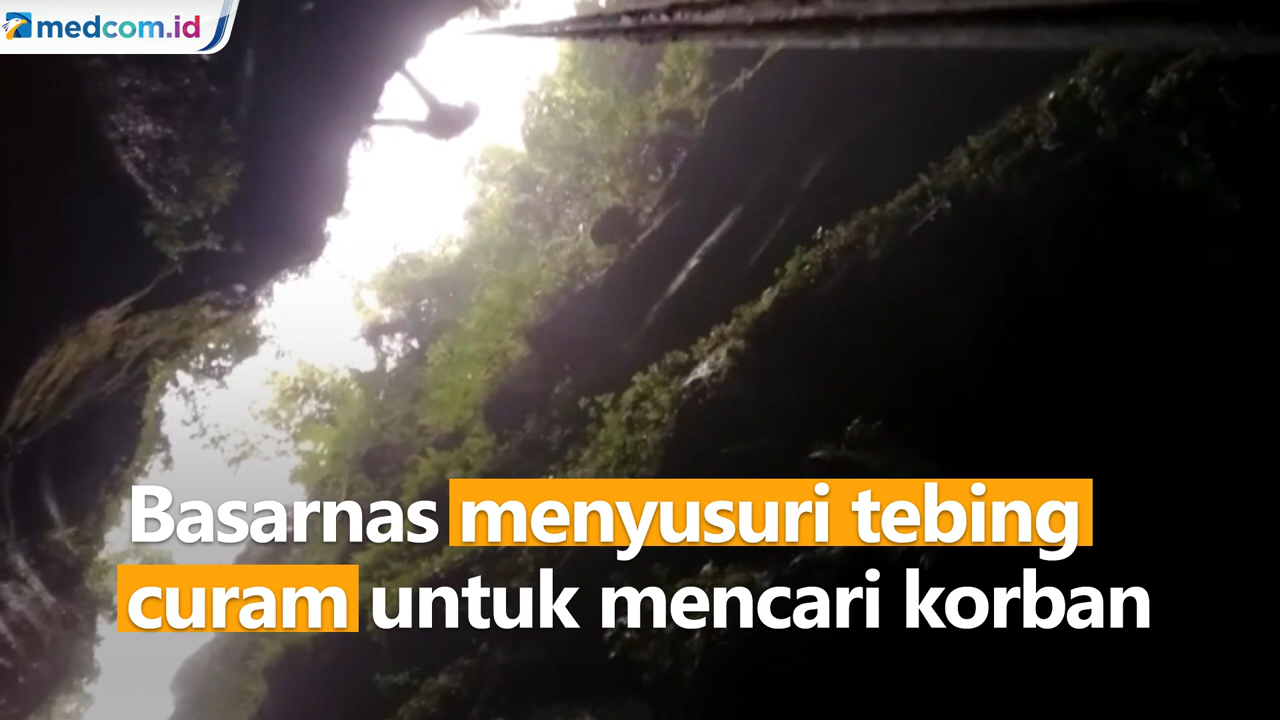 medcom.id
Basarnas menyusuri tebing
curam untuk mencari korban